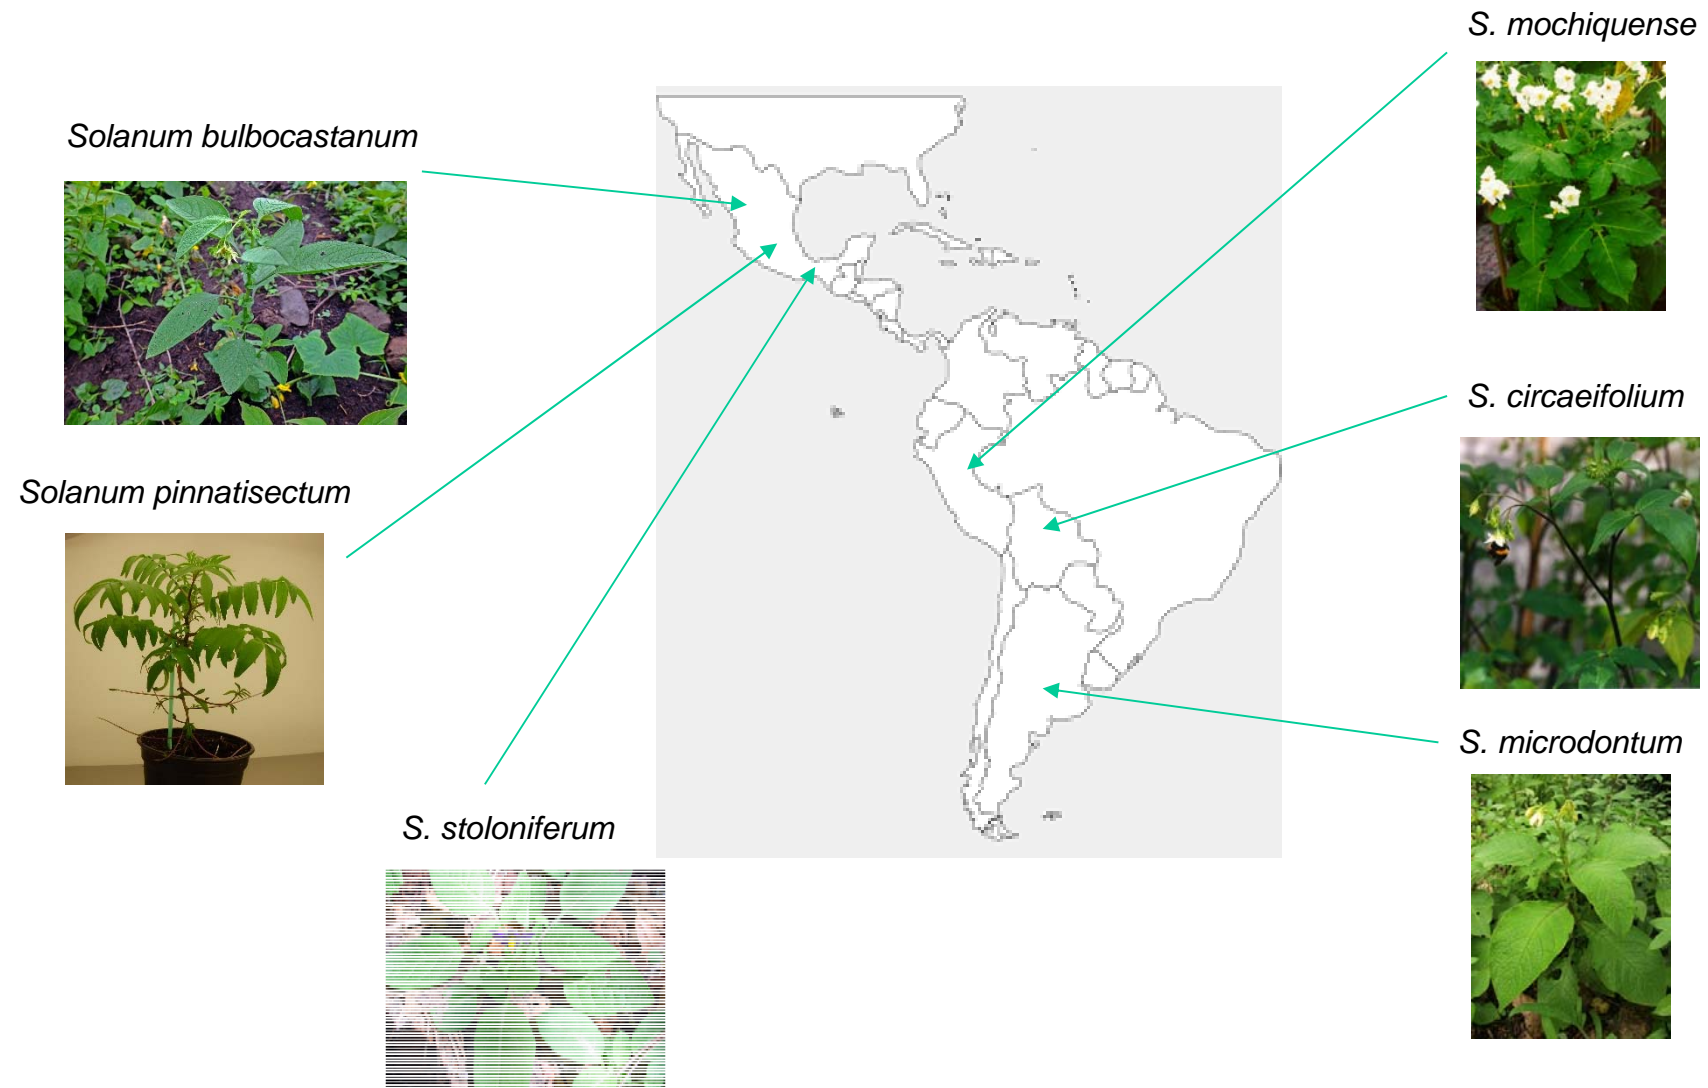 S. mochiquense
Solanum bulbocastanum
S. circaeifolium
Solanum pinnatisectum
S. microdontum
S. stoloniferum